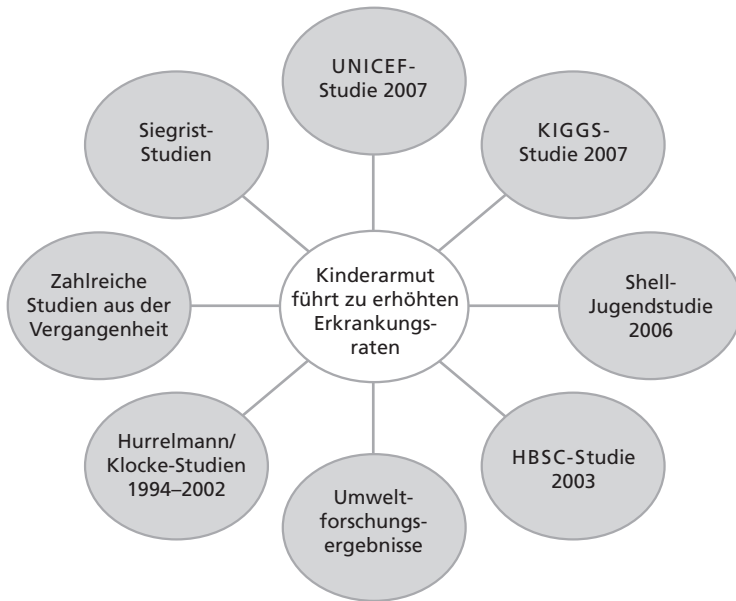 UNICEF-
Studie 2007
Siegrist-
Studien
KIGGS-
Studie 2007
Zahlreiche
Studien aus der
Vergangenheit
Kinderarmut
führt zu erhöhten
Erkrankungs-
raten
Shell-
Jugendstudie
2006
Hurrelmann/
Klocke-Studien
1994–2002
HBSC-Studie
2003
Umwelt-
forschungs-
ergebnisse